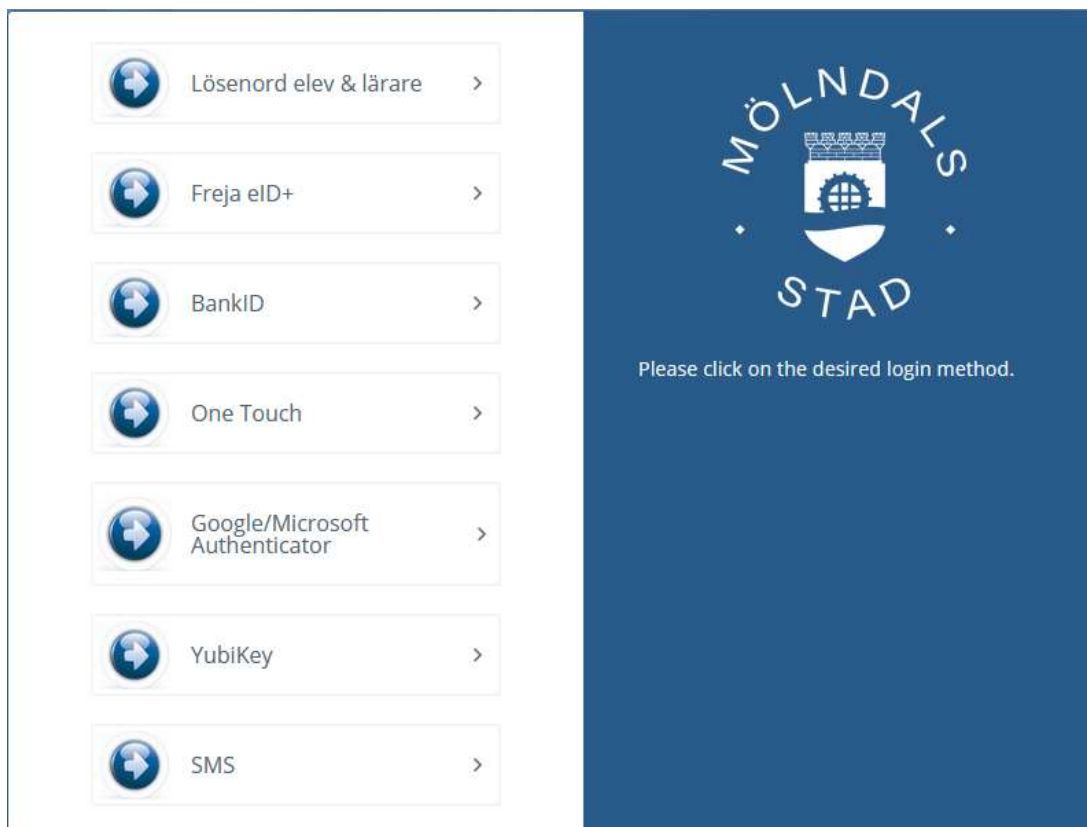 Lösenord elev & lärare
Freja eID+
BankID
One Touch
Google/Microsoft
Authenticator
YubiKey
SMS
MÖLNDALS
STAD
Please click on the desired login method.